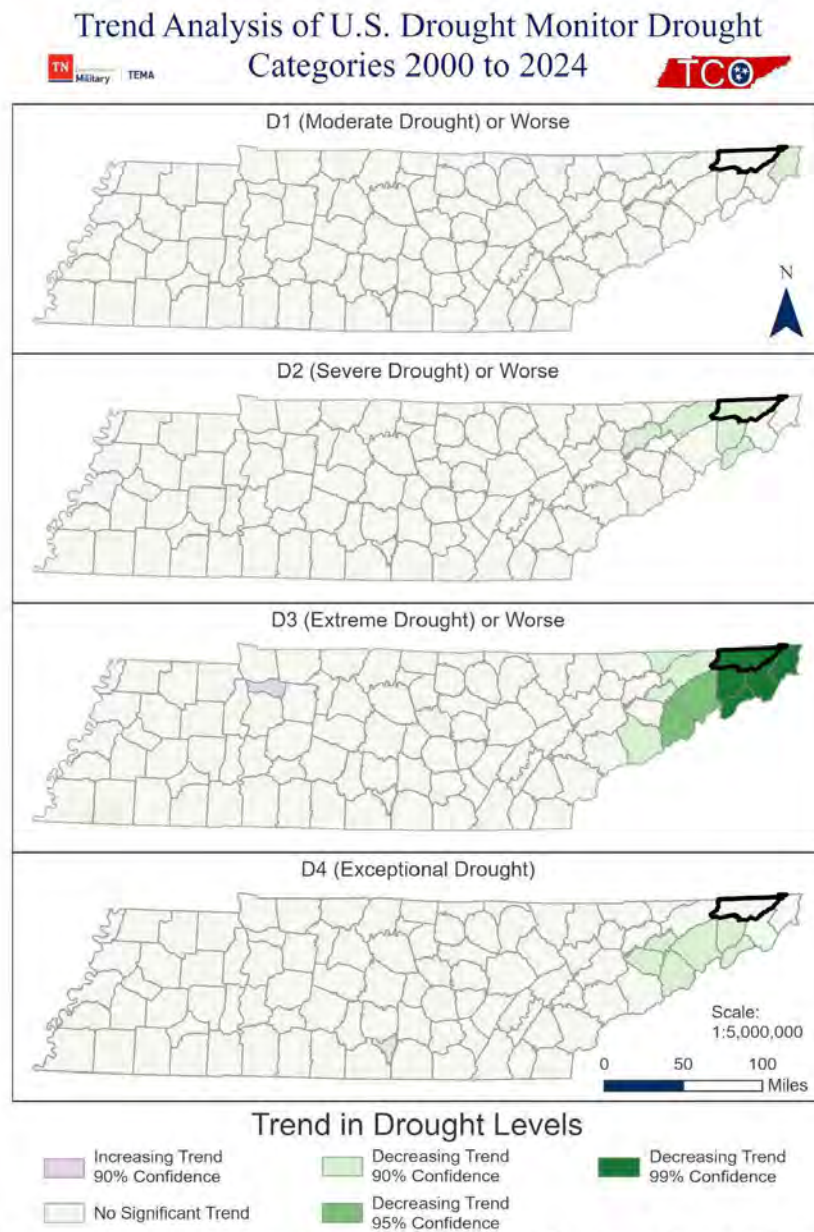 Trend Analysis of U.S. Drought Monitor Drought
Categories 2000 to 2024
TN
Military
TEMA
TCO
D1 (Moderate Drought) or Worse
N
D2 (Severe Drought) or Worse
D3 (Extreme Drought) or Worse
D4 (Exceptional Drought)
Scale:
1:5,000,000
0 50 100
Miles
Trend in Drought Levels
Increasing Trend
90% Confidence
Decreasing Trend
90% Confidence
Decreasing Trend
99% Confidence
No Significant Trend
Decreasing Trend
95% Confidence